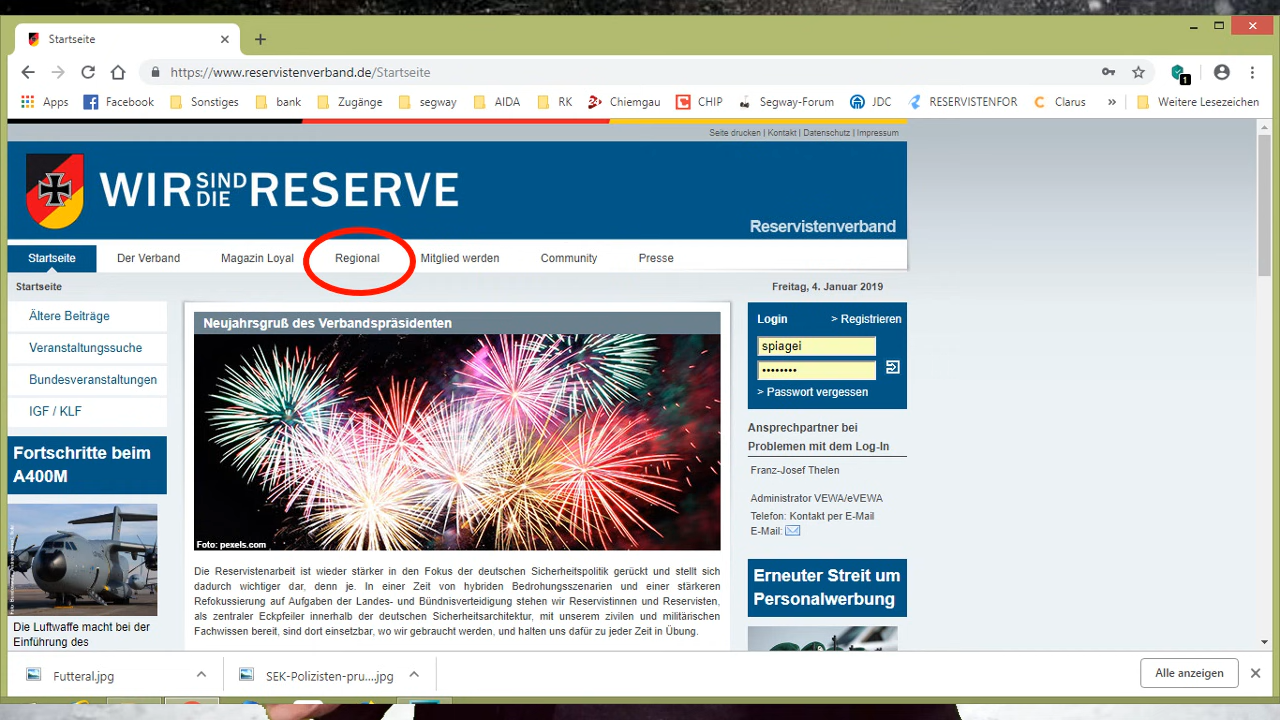 Startseite
https://www.reservistenverband.de/Startseite
1
Apps Facebook Sonstiges bank Zugänge segway AIDA RK Chiemgau CHIP Segway-Forum JDC RESERVISTENFOR Clarus » Weitere Lesezeichen
Seite drucken | Kontakt | Datenschutz | Impressum
WIR SIND DIE RESERVE
Reservistenverband
Startseite Der Verband Magazin Loyal Regional Mitglied werden Community Presse
Startseite
Freitag, 4. Januar 2019
Ältere Beiträge
Veranstaltungssuche
Bundesveranstaltungen
IGF / KLF
Fortschritte beim
A400M
Die Luftwaffe macht bei der
Einführung des
Neujahrsgruß des Verbandspräsidenten
Foto: pexels.com
Die Reservistenarbeit ist wieder stärker in den Fokus der deutschen Sicherheitspolitik gerückt und stellt sich
dadurch wichtiger dar, denn je. In einer Zeit von hybriden Bedrohungsszenarien und einer stärkeren
Refokussierung auf Aufgaben der Landes- und Bündnisverteidigung stehen wir Reservistinnen und Reservisten,
als zentraler Eckpfeiler innerhalb der deutschen Sicherheitsarchitektur, mit unserem zivilen und militärischen
Fachwissen bereit, sind dort einsetzbar, wo wir gebraucht werden, und halten uns dafür zu jeder Zeit in Übung.
Login > Registrieren
spiagei
••••••••
> Passwort vergessen
Ansprechpartner bei
Problemen mit dem Log-In
Franz-Josef Thelen
Administrator VEWA/eVEWA
Telefon: Kontakt per E-Mail
E-Mail:
Erneuter Streit um
Personalwerbung
Futteral.jpg
SEK-Polizisten-pru....jpg
Alle anzeigen